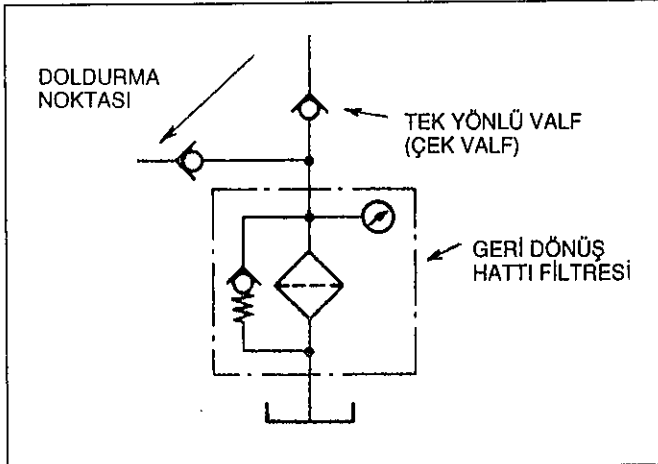 DOLDURMA
NOKTASI
TEK YÖNLÜ VALF
(ÇEK VALF)
GERİ DÖNÜŞ
HATTI FİLTRESİ